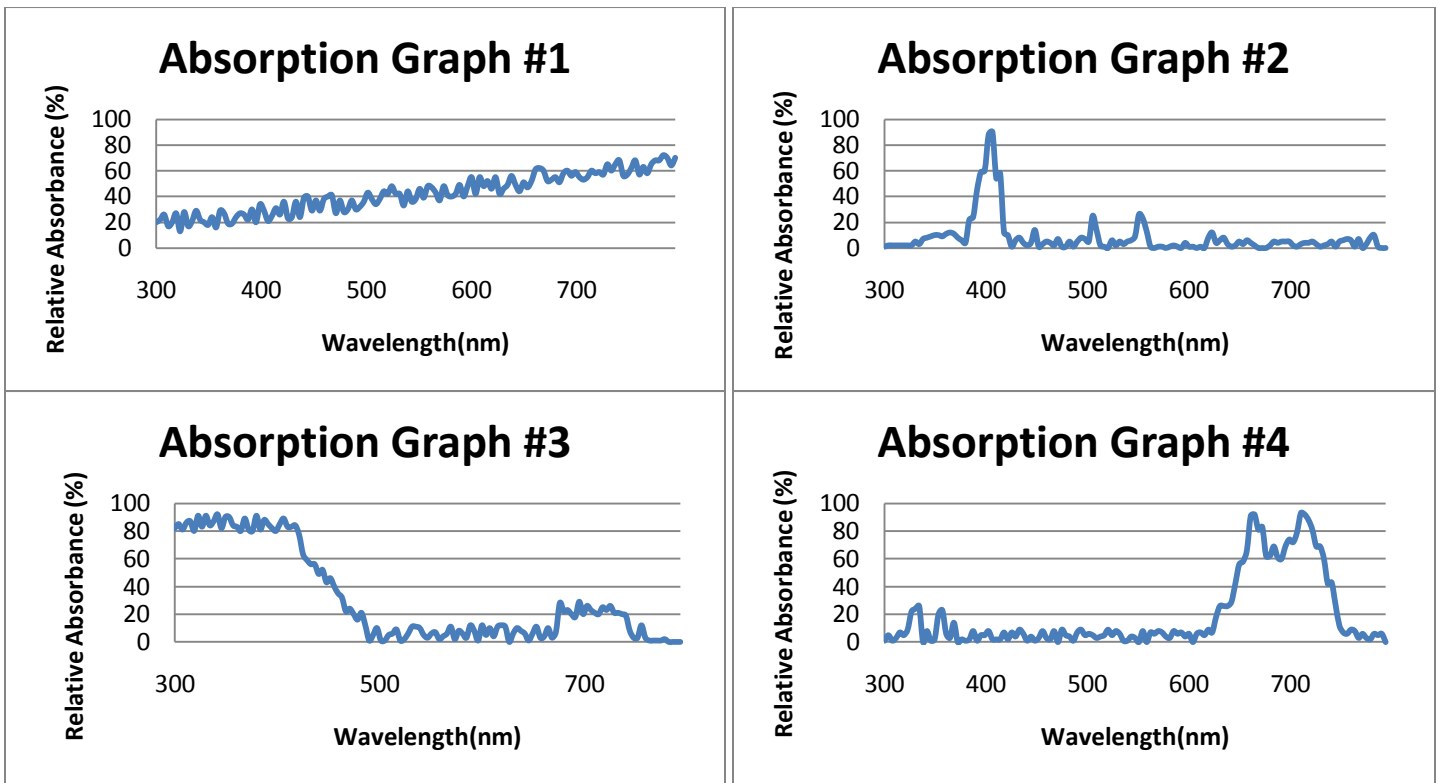 Absorption Graph #1
Relative Absorbance (%)
100
80
60
40
20
0
300 400 500 600 700
Wavelength(nm)
Absorption Graph #2
Relative Absorbance (%)
100
80
60
40
20
0
300 400 500 600 700
Wavelength(nm)
Absorption Graph #3
Relative Absorbance (%)
100
80
60
40
20
0
300 500 700
Wavelength(nm)
Absorption Graph #4
Relative Absorbance (%)
100
80
60
40
20
0
300 400 500 600 700
Wavelength(nm)